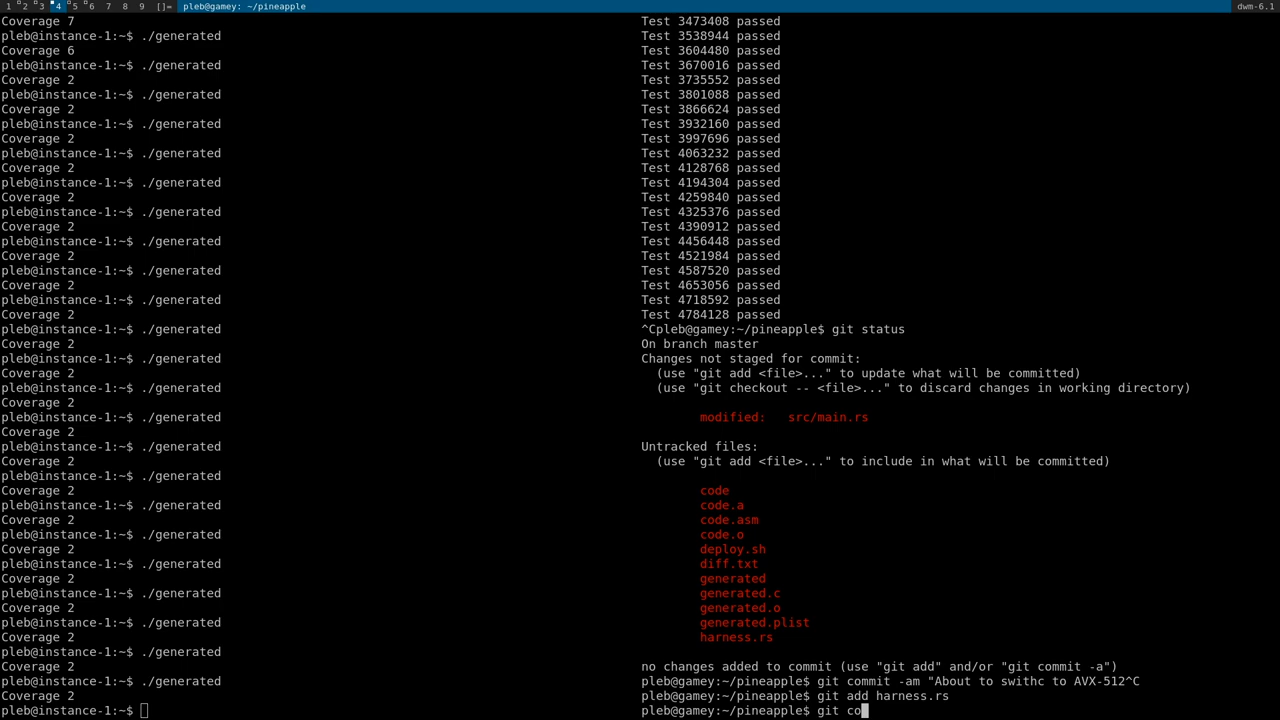 1 2 3 4 5 6 7 8 9 []= pleb@gamey: ~/pineapple dwm-6.1
Coverage 7
pleb@instance-1:~$ ./generated
Coverage 6
pleb@instance-1:~$ ./generated
Coverage 2
pleb@instance-1:~$ ./generated
Coverage 2
pleb@instance-1:~$ ./generated
Coverage 2
pleb@instance-1:~$ ./generated
Coverage 2
pleb@instance-1:~$ ./generated
Coverage 2
pleb@instance-1:~$ ./generated
Coverage 2
pleb@instance-1:~$ ./generated
Coverage 2
pleb@instance-1:~$ ./generated
Coverage 2
pleb@instance-1:~$ ./generated
Coverage 2
pleb@instance-1:~$ ./generated
Coverage 2
pleb@instance-1:~$ ./generated
Coverage 2
pleb@instance-1:~$ ./generated
Coverage 2
pleb@instance-1:~$ ./generated
Coverage 2
pleb@instance-1:~$ ./generated
Coverage 2
pleb@instance-1:~$ ./generated
Coverage 2
pleb@instance-1:~$ ./generated
Coverage 2
pleb@instance-1:~$ ./generated
Coverage 2
pleb@instance-1:~$ ./generated
Coverage 2
pleb@instance-1:~$ ./generated
Coverage 2
pleb@instance-1:~$ ./generated
Coverage 2
pleb@instance-1:~$ ./generated
Coverage 2
pleb@instance-1:~$ ./generated
Coverage 2
pleb@instance-1:~$
Test 3473408 passed
Test 3538944 passed
Test 3604480 passed
Test 3670016 passed
Test 3735552 passed
Test 3801088 passed
Test 3866624 passed
Test 3932160 passed
Test 3997696 passed
Test 4063232 passed
Test 4128768 passed
Test 4194304 passed
Test 4259840 passed
Test 4325376 passed
Test 4390912 passed
Test 4456448 passed
Test 4521984 passed
Test 4587520 passed
Test 4653056 passed
Test 4718592 passed
Test 4784128 passed
^Cpleb@gamey:~/pineapple$ git status
On branch master
Changes not staged for commit:
(use "git add <file>..." to update what will be committed)
(use "git checkout -- <file>..." to discard changes in working directory)
modified: src/main.rs
Untracked files:
(use "git add <file>..." to include in what will be committed)
code
code.a
code.asm
code.o
deploy.sh
diff.txt
generated
generated.c
generated.o
generated.plist
harness.rs
no changes added to commit (use "git add" and/or "git commit -a")
pleb@gamey:~/pineapple$ git commit -am "About to swithc to AVX-512^C
pleb@gamey:~/pineapple$ git add harness.rs
pleb@gamey:~/pineapple$ git co